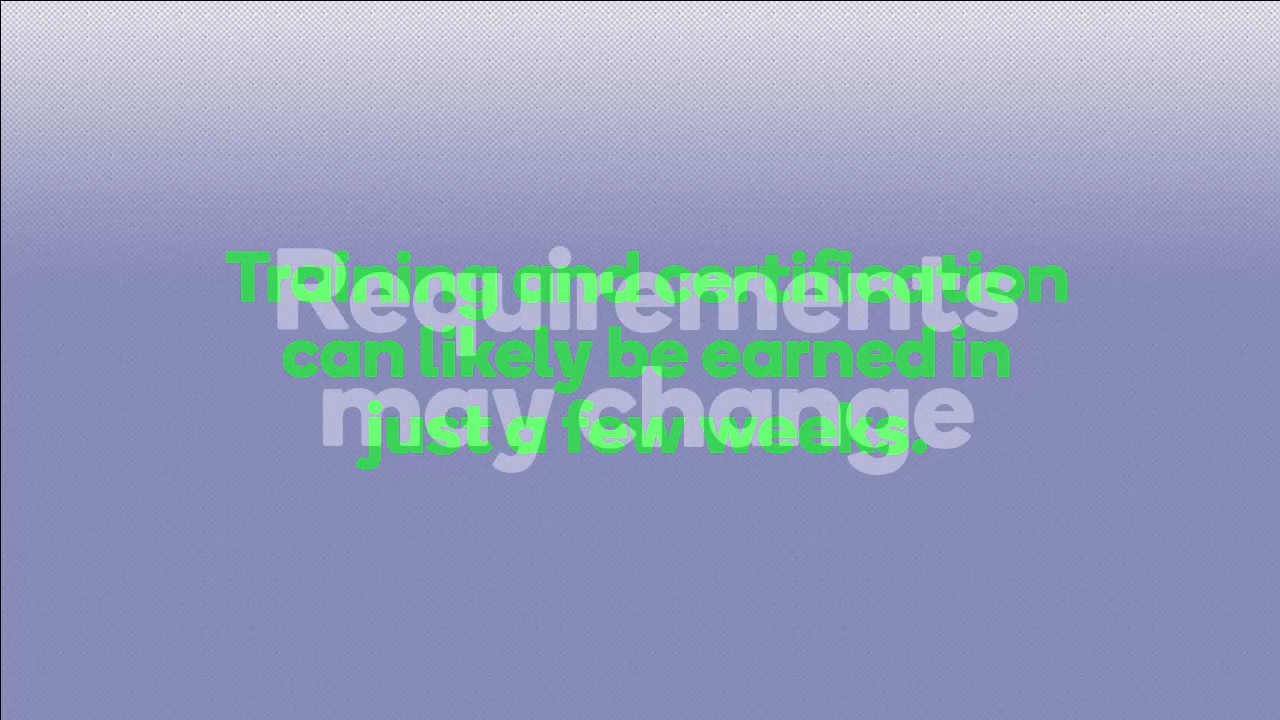 Training and certification
can likely be earned in
just a few weeks.
Requirements
may change